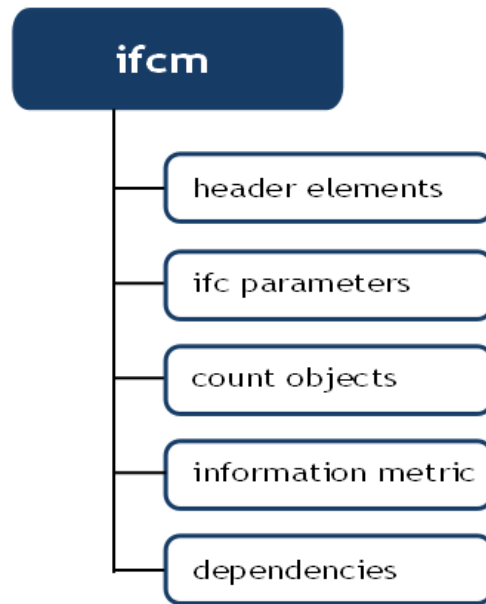 ifcm
header elements
ifc parameters
count objects
information metric
dependencies